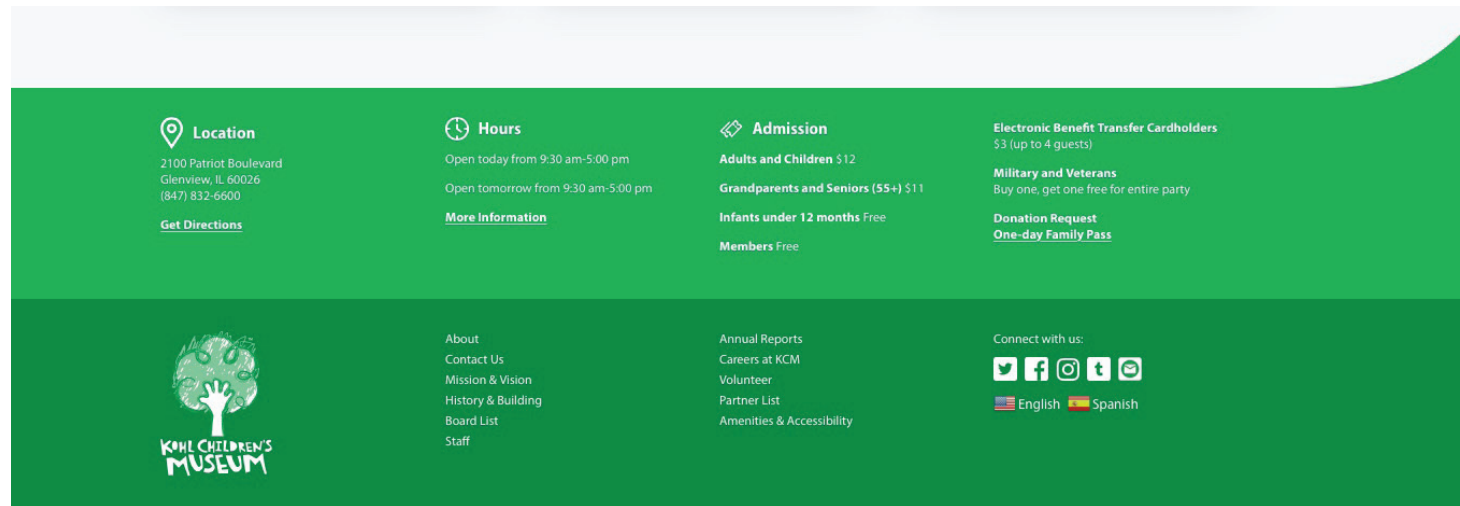 Location
2100 Patriot Boulevard
Glenview, IL 60026
(847) 832-6600
Get Directions
Hours
Open today from 9:30 am-5:00 pm
Open tomorrow from 9:30 am-5:00 pm
More Information
Admission
Adults and Children $12
Grandparents and Seniors (55+) $11
Infants under 12 months Free
Members Free
Electronic Benefit Transfer Cardholders
$3 (up to 4 guests)
Military and Veterans
Buy one, get one free for entire party
Donation Request
One-day Family Pass
KOHL CHILDREN'S
MUSEUM
About
Contact Us
Mission & Vision
History & Building
Board List
Staff
Annual Reports
Careers at KCM
Volunteer
Partner List
Amenities & Accessibility
Connect with us:
English Spanish